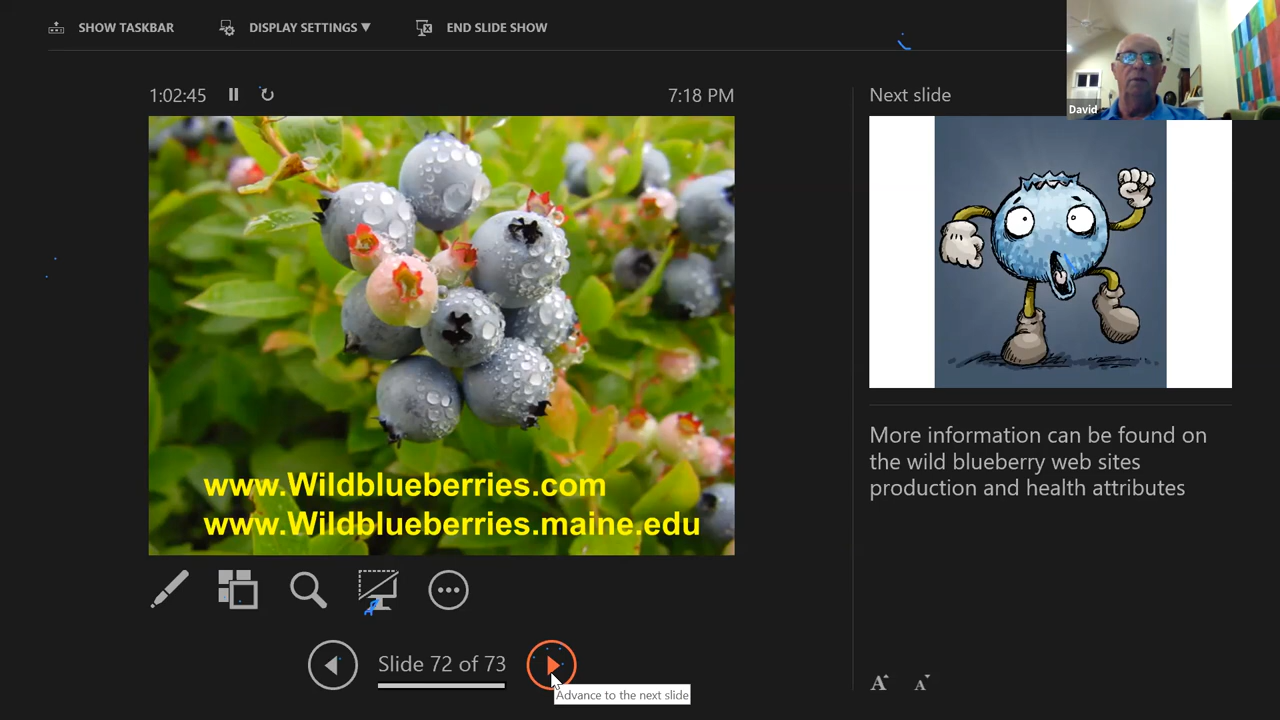 SHOW TASKBAR
DISPLAY SETTINGS ▼
END SLIDE SHOW
1:02:45
7:18 PM
Next slide
David
www.Wildblueberries.com
www.Wildblueberries.maine.edu
More information can be found on
the wild blueberry web sites
production and health attributes
Slide 72 of 73
Advance to the next slide
A
A